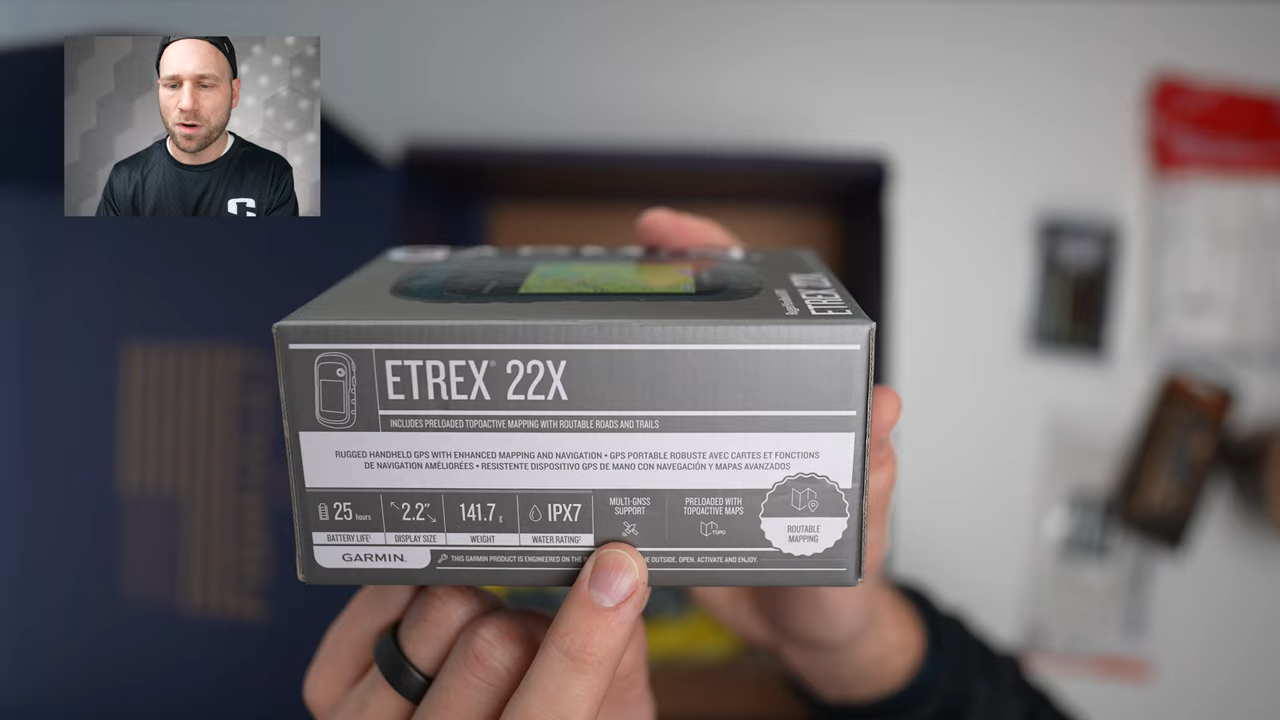 ETREX 22X
ETREX® 22X
INCLUDES PRELOADED TOPOACTIVE MAPPING WITH ROUTABLE ROADS AND TRAILS
RUGGED HANDHELD GPS WITH ENHANCED MAPPING AND NAVIGATION • GPS PORTABLE ROBUSTE AVEC CARTES ET FONCTIONS
DE NAVIGATION AMÉLIORÉES • RESISTENTE DISPOSITIVO GPS DE MANO CON NAVEGACIÓN Y MAPAS AVANZADOS
25 hours
BATTERY LIFE¹
2.2"
DISPLAY SIZE
141.7 g
WEIGHT
IPX7
WATER RATING²
MULTI-GNSS
SUPPORT
PRELOADED WITH
TOPOACTIVE MAPS
TOPO
ROUTABLE
MAPPING
GARMIN
THIS GARMIN PRODUCT IS ENGINEERED ON THE OUTSIDE. OPEN, ACTIVATE AND ENJOY.